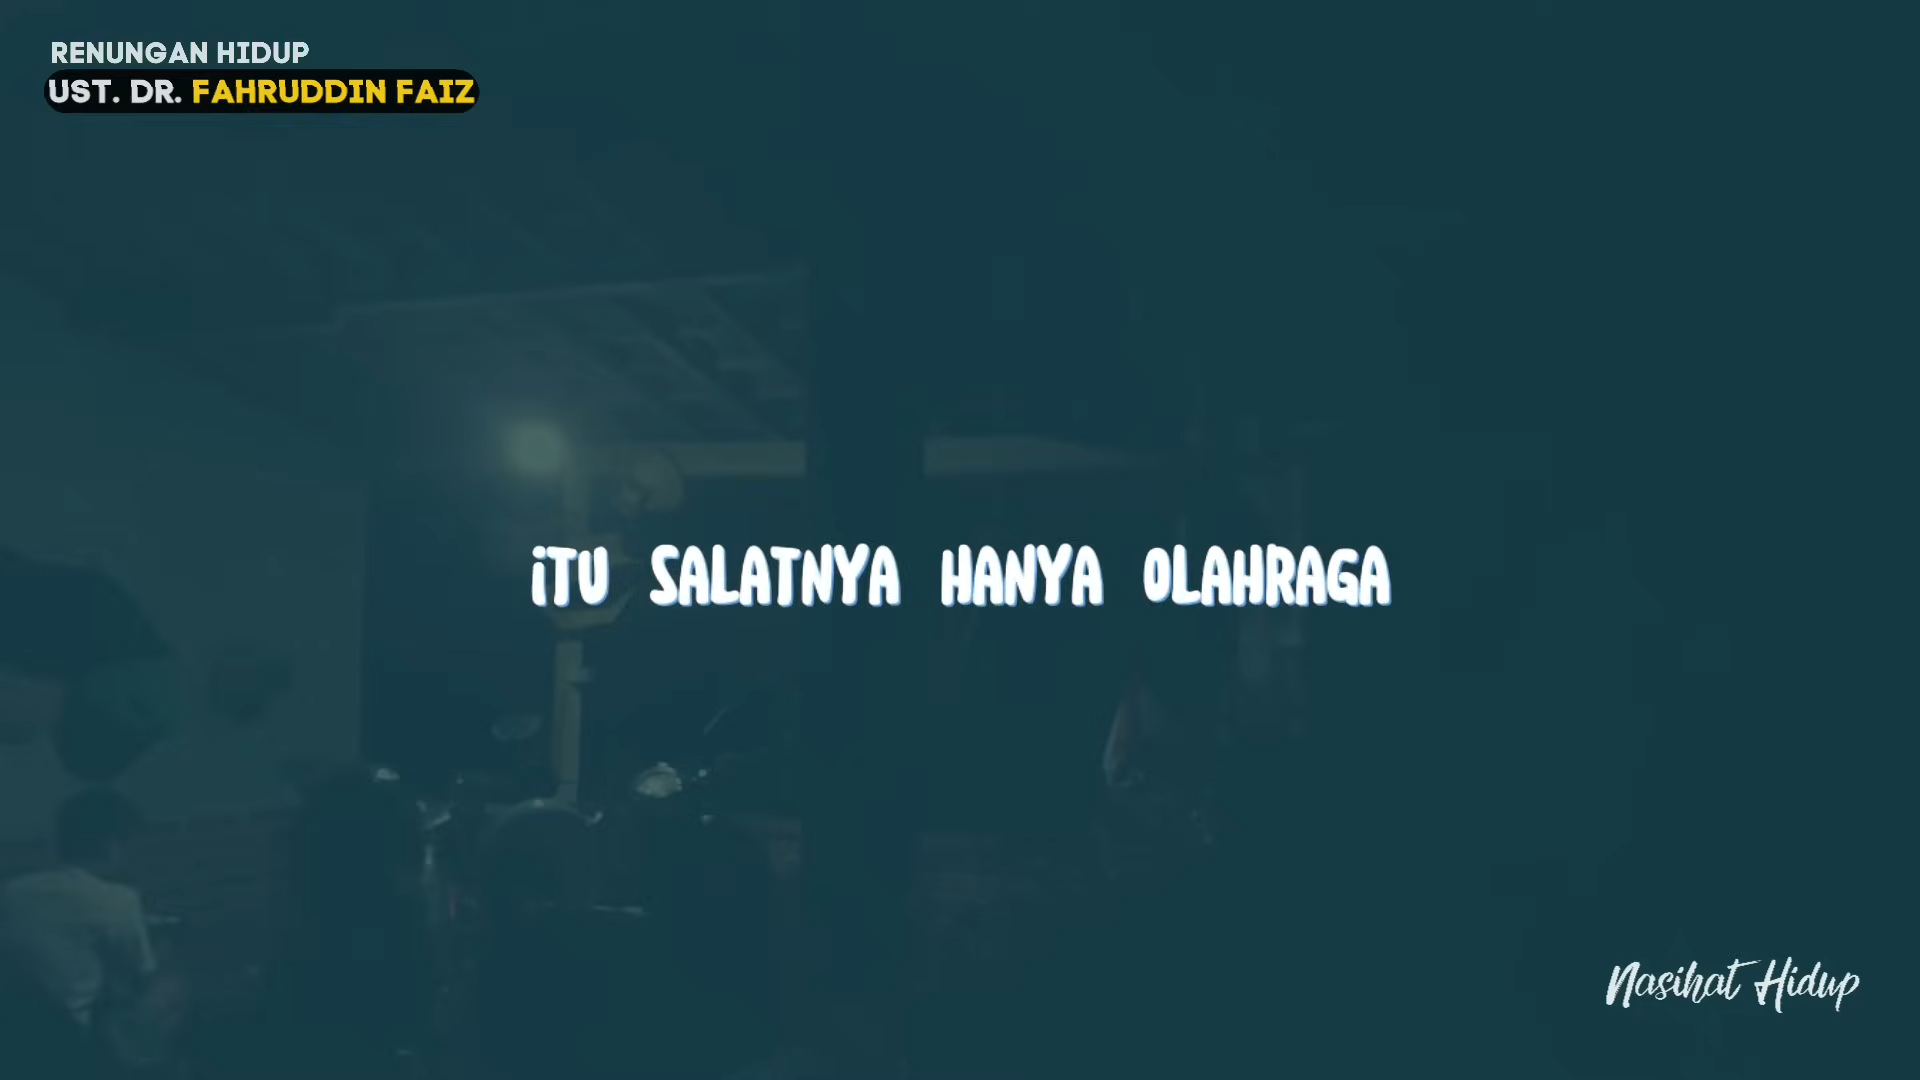 RENUNGAN HIDUP
UST. DR. FAHRUDDIN FAIZ
iTU SALATNYA HANYA OLAHRAGA
Nasihat Hidup